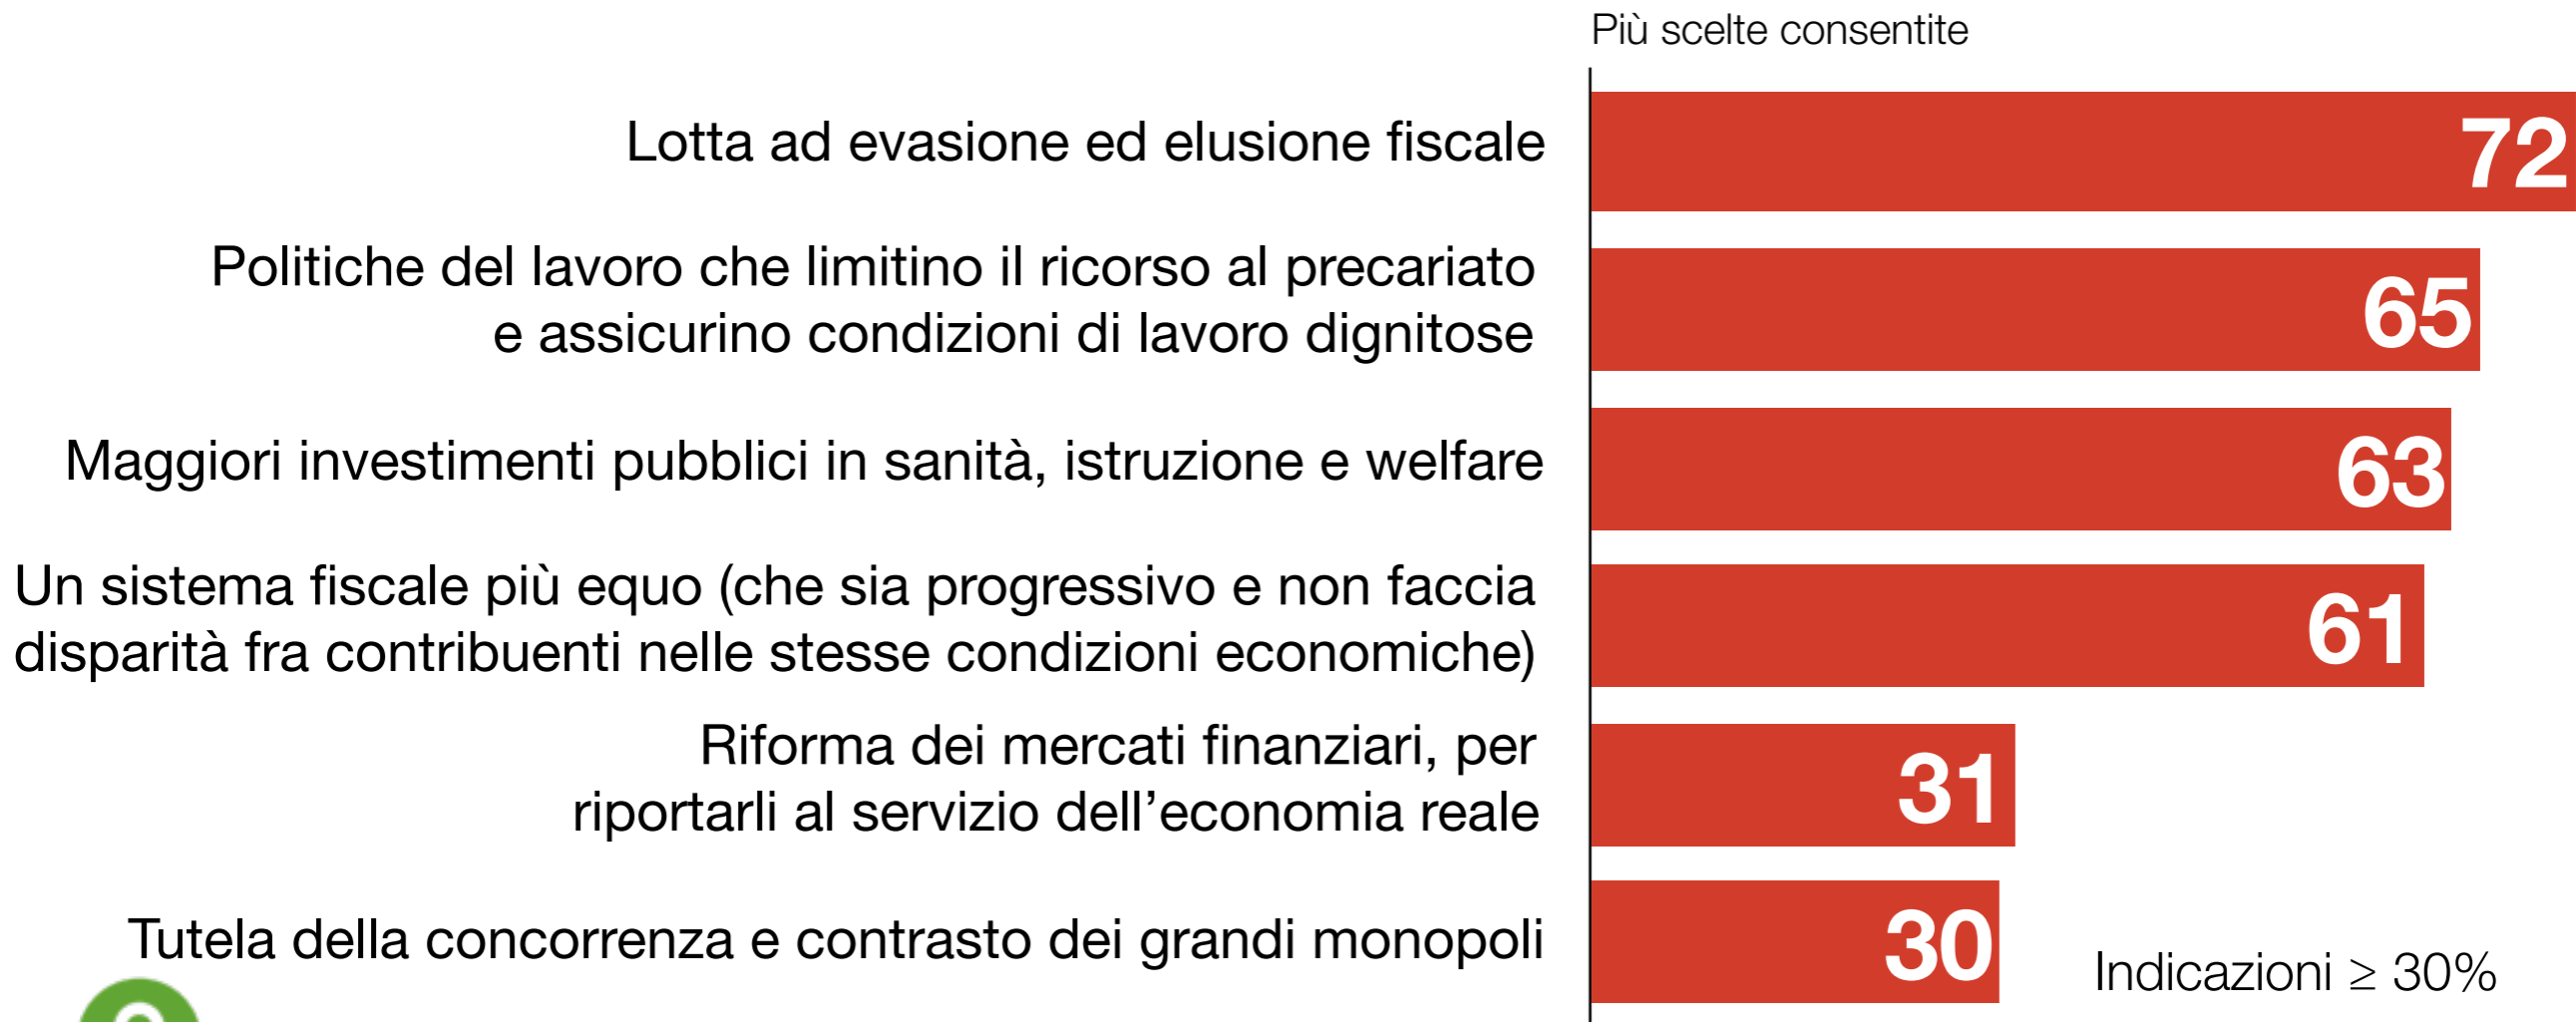 Più scelte consentite
Lotta ad evasione ed elusione fiscale
72
Politiche del lavoro che limitino il ricorso al precariato
e assicurino condizioni di lavoro dignitose
65
Maggiori investimenti pubblici in sanità, istruzione e welfare
63
Un sistema fiscale più equo (che sia progressivo e non faccia
disparità fra contribuenti nelle stesse condizioni economiche)
61
Riforma dei mercati finanziari, per
riportarli al servizio dell’economia reale
31
Tutela della concorrenza e contrasto dei grandi monopoli
30
Indicazioni ≥ 30%